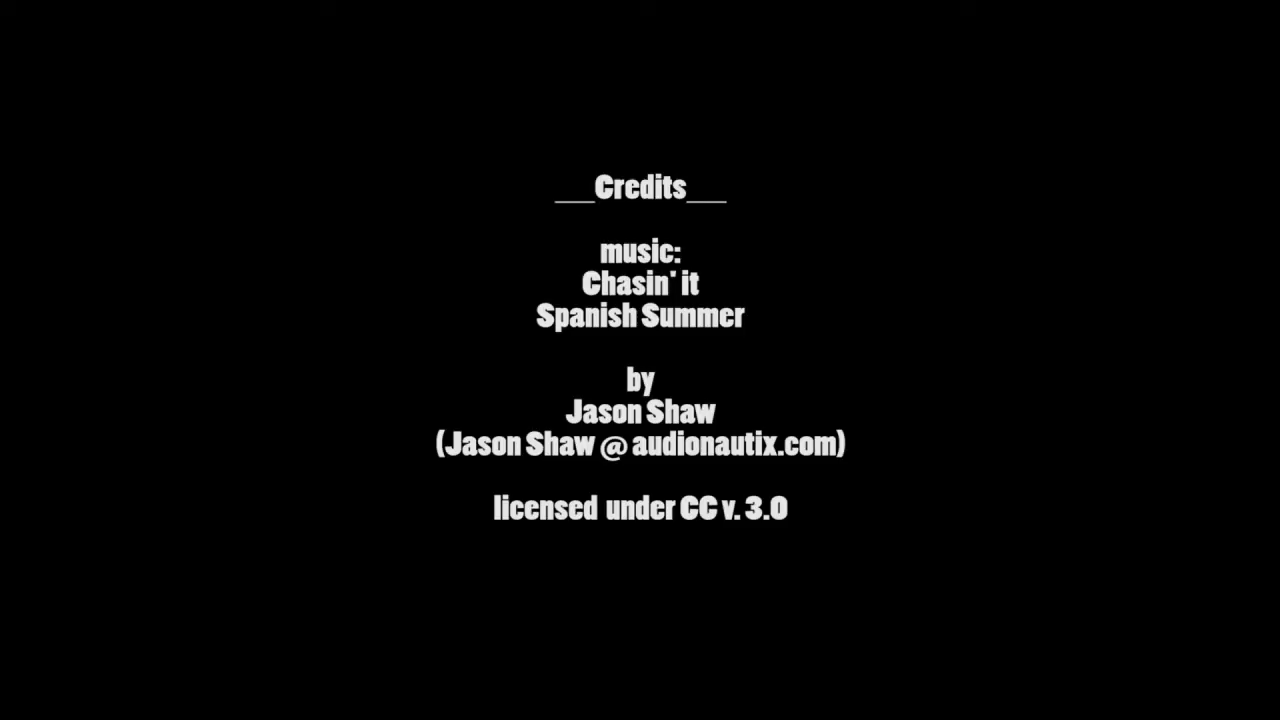 ___Credits___
music:
Chasin' it
Spanish Summer
by
Jason Shaw
(Jason Shaw @ audionautix.com)
licensed under CC v. 3.0